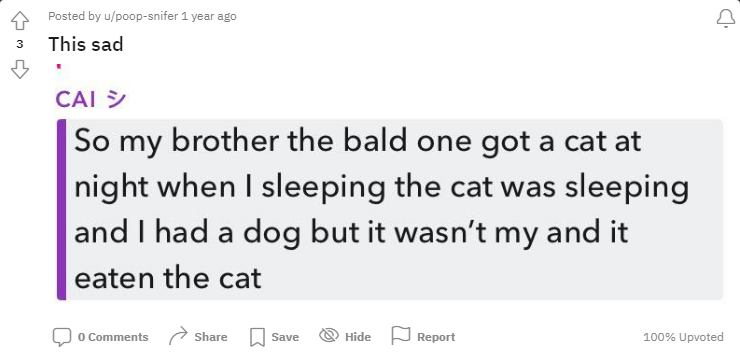 Posted by u/poop-snifer 1 year ago
3
This sad
CAI シ
So my brother the bald one got a cat at
night when I sleeping the cat was sleeping
and I had a dog but it wasn’t my and it
eaten the cat
0 Comments Share Save Hide Report 100% Upvoted